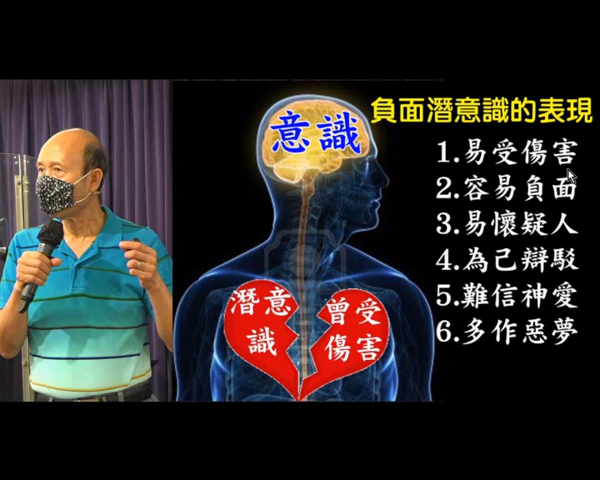 負面潛意識的表現
意識
1.易受傷害
2.容易負面
3.易懷疑人
4.為己辯駁
5.難信神愛
6.多作惡夢
潛意
識
曾受
傷害